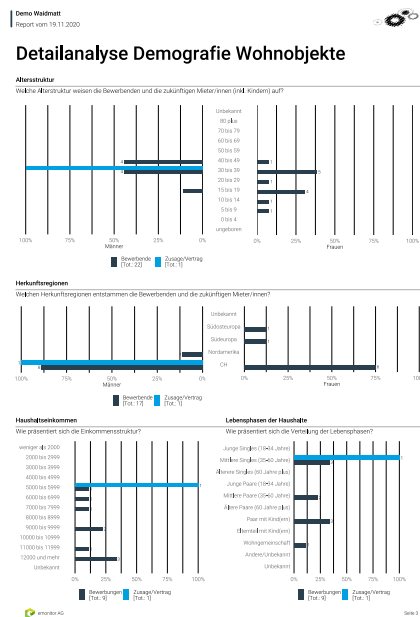 Demo Waidmatt
Report vom 19.11.2020
Detailanalyse Demografie Wohnobjekte
Altersstruktur
Welche Alterstruktur weisen die Bewerbenden und die zukünftigen Mieter/innen (inkl. Kindern) auf?
Unbekannt
80 plus
70 bis 79
60 bis 69
50 bis 59
40 bis 49
30 bis 39
20 bis 29
15 bis 19
10 bis 14
5 bis 9
0 bis 4
ungeboren
100% 75% 50% 25% 0%
Männer
0% 25% 50% 75% 100%
Frauen
Bewerbende [Tot.: 22]
Zusage/Vertrag [Tot.: 1]
Herkunftsregionen
Welchen Herkunftsregionen entstammen die Bewerbenden und die zukünftigen Mieter/innen?
Unbekannt
Südosteuropa
Südeuropa
Nordamerika
CH
100% 75% 50% 25% 0%
Männer
0% 25% 50% 75% 100%
Frauen
Bewerbende [Tot.: 17]
Zusage/Vertrag [Tot.: 1]
Haushaltseinkommen
Wie präsentiert sich die Einkommensstruktur?
weniger als 2000
2000 bis 2999
3000 bis 3999
4000 bis 4999
5000 bis 5999
6000 bis 6999
7000 bis 7999
8000 bis 8999
9000 bis 9999
10000 bis 10999
11000 bis 11999
12000 und mehr
Unbekannt
0% 25% 50% 75% 100%
Bewerbungen [Tot.: 9]
Zusage/Vertrag [Tot.: 1]
Lebensphasen der Haushalte
Wie präsentiert sich die Verteilung der Lebensphasen?
Junge Singles (18-34 Jahre)
Mittlere Singles (35-60 Jahre)
Älterere Singles (60 Jahre plus)
Junge Paare (18-34 Jahre)
Mittlere Paare (35-60 Jahre)
Ältere Paare (60 Jahre plus)
Paar mit Kind(ern)
Elternteil mit Kind(ern)
Wohngemeinschaft
Andere/Unbekannt
Unbekannt
0% 25% 50% 75% 100%
Bewerbungen [Tot.: 9]
Zusage/Vertrag [Tot.: 1]
emonitor AG
Seite 3